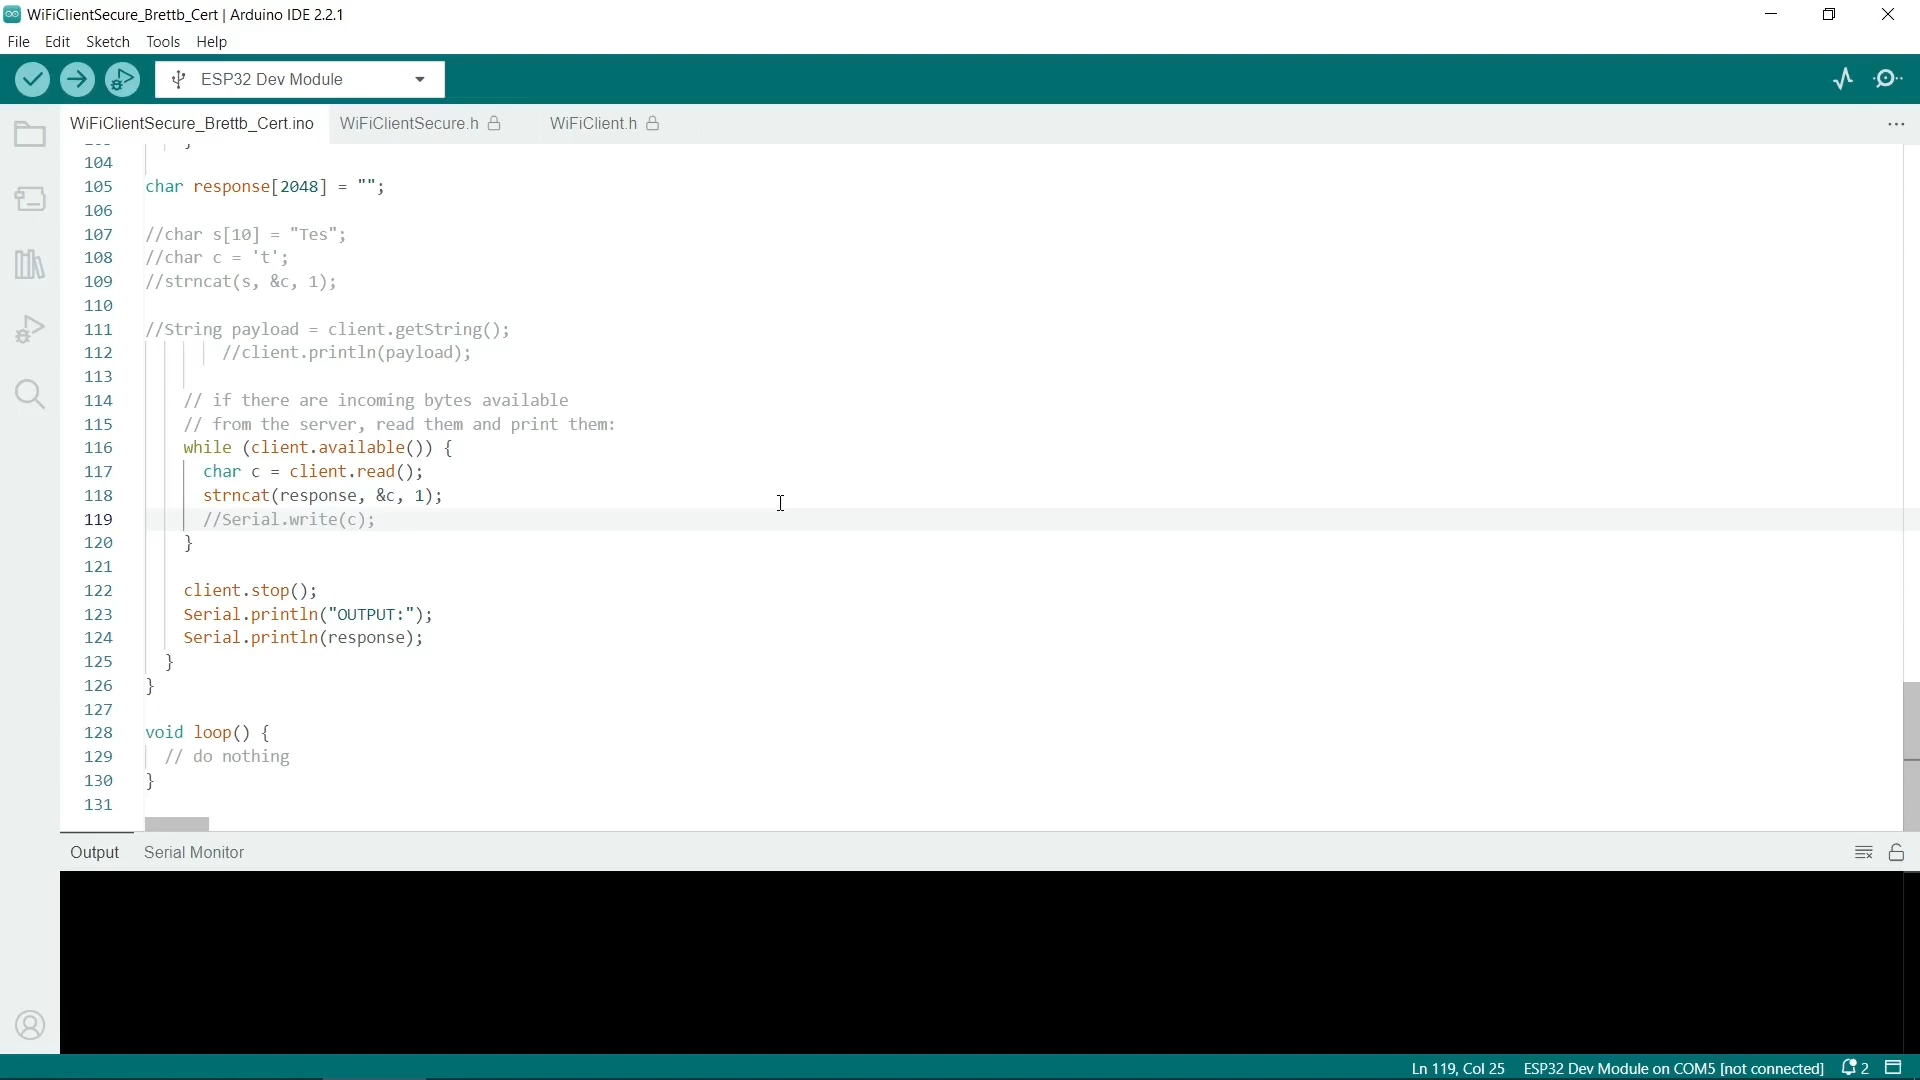 WiFiClientSecure_Brettb_Cert | Arduino IDE 2.2.1
File Edit Sketch Tools Help
ESP32 Dev Module
WiFiClientSecure_Brettb_Cert.ino WiFiClientSecure.h WiFiClient.h
104
105 char response[2048] = "";
106
107 //char s[10] = "Tes";
108 //char c = 't';
109 //strncat(s, &c, 1);
110
111 //String payload = client.getString();
112 //client.println(payload);
113
114 // if there are incoming bytes available
115 // from the server, read them and print them:
116 while (client.available()) {
117 char c = client.read();
118 strncat(response, &c, 1);
119 //Serial.write(c);
120 }
121
122 client.stop();
123 Serial.println("OUTPUT:");
124 Serial.println(response);
125 }
126 }
127
128 void loop() {
129 // do nothing
130 }
131
Output Serial Monitor
Ln 119, Col 25 ESP32 Dev Module on COM5 [not connected] 2